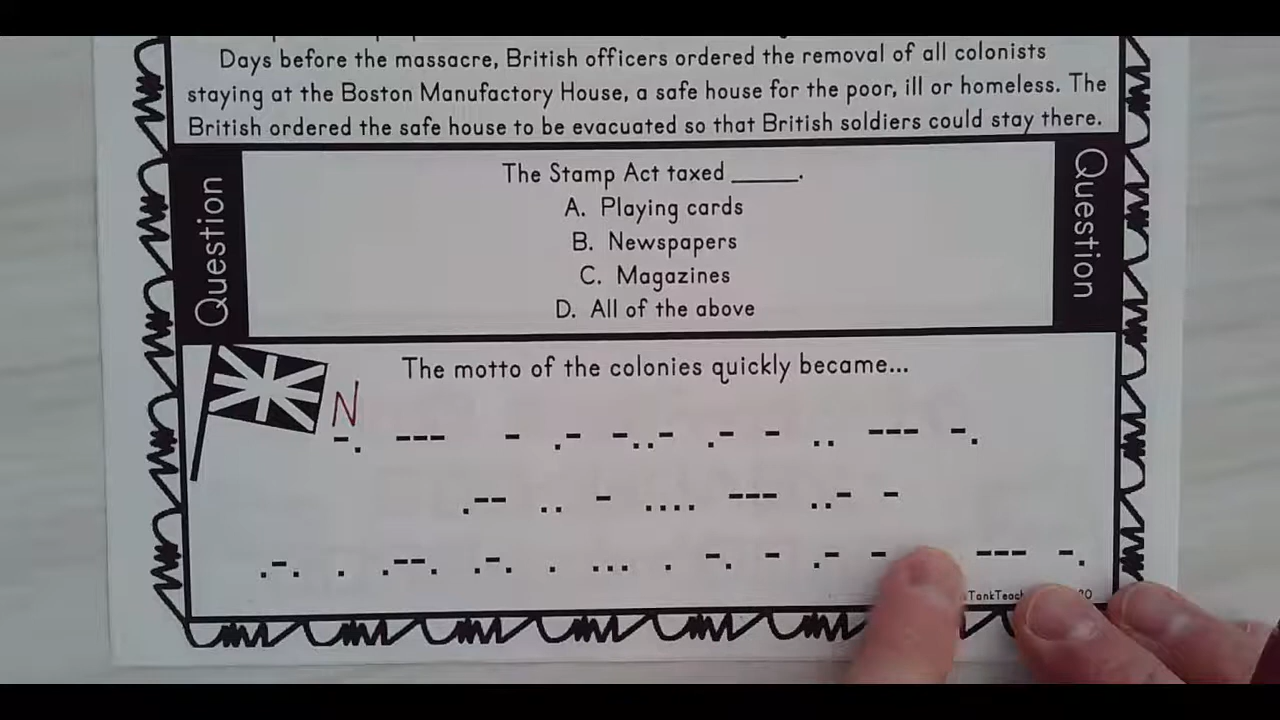 Days before the massacre, British officers ordered the removal of all colonists
staying at the Boston Manufactory House, a safe house for the poor, ill or homeless. The
British ordered the safe house to be evacuated so that British soldiers could stay there.
Question
The Stamp Act taxed _____.
A. Playing cards
B. Newspapers
C. Magazines
D. All of the above
Question
The motto of the colonies quickly became...
N
-. --- - .- -..- .- - .. --- -.
.-- .. - .... --- ..- -
.-. . .--. .-. . ... . -. - .- - --- -.
TankTeach
20